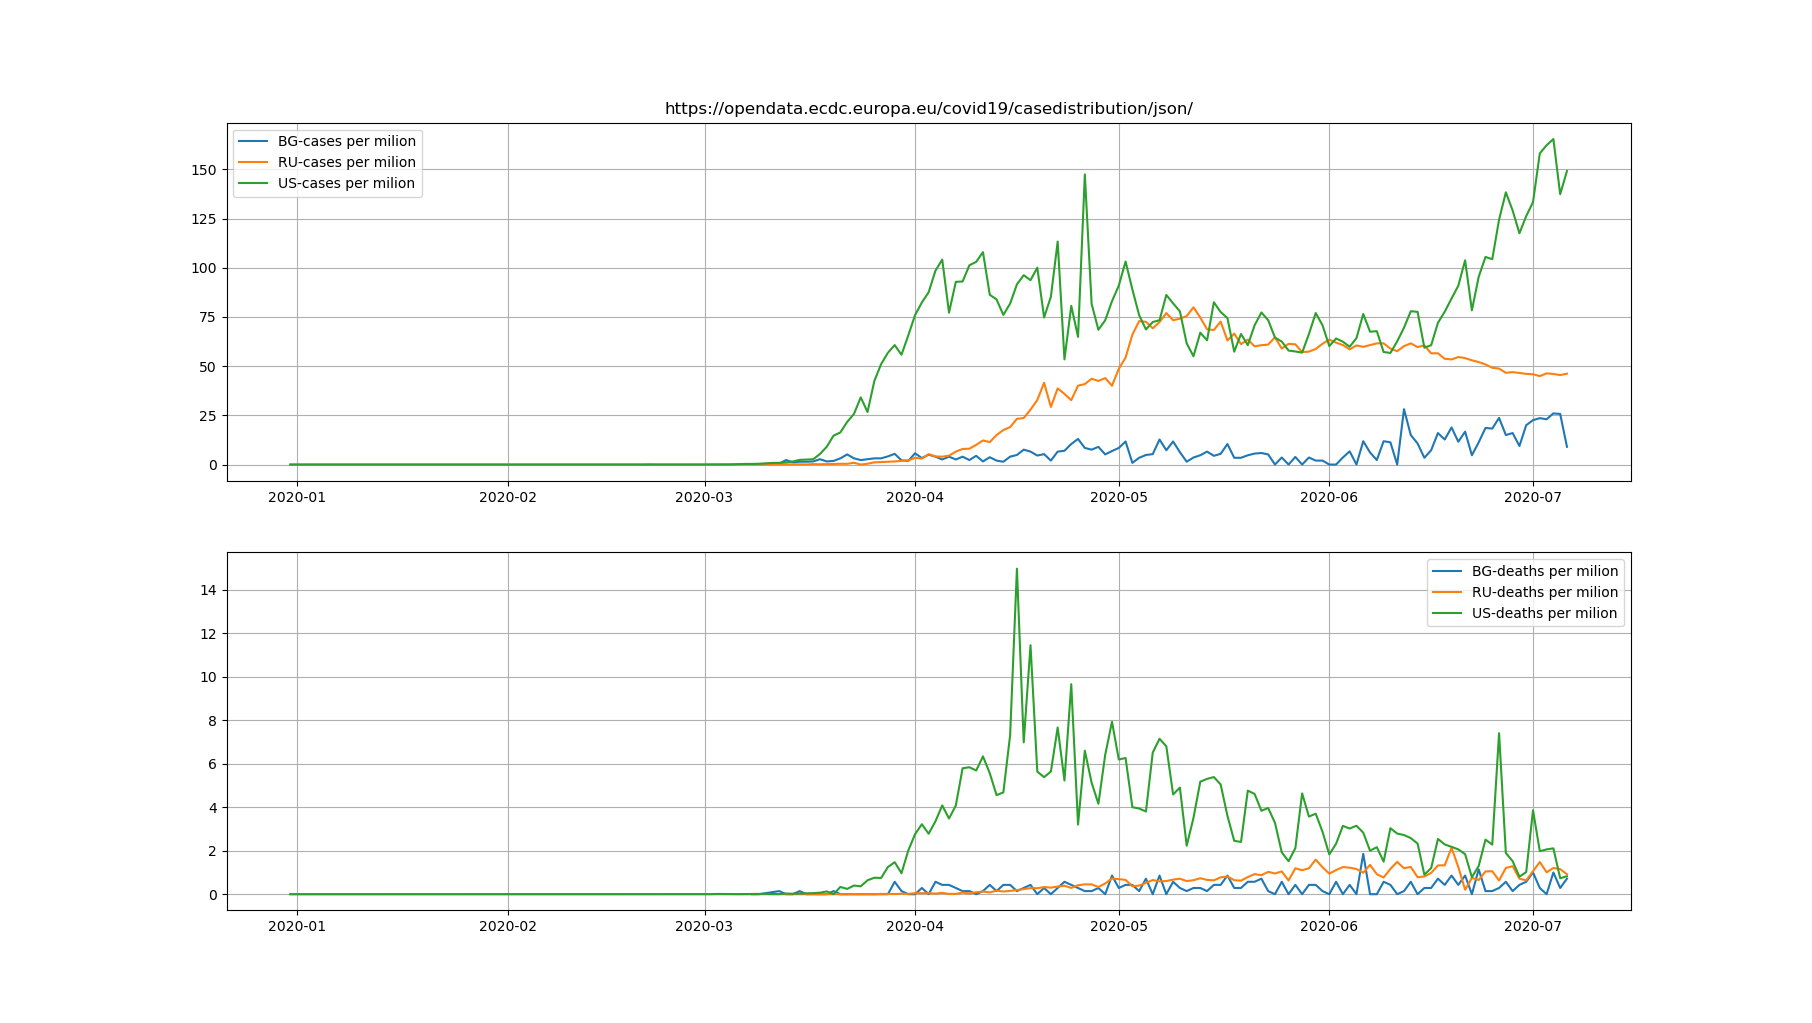 https://opendata.ecdc.europa.eu/covid19/casedistribution/json/
BG-cases per milion
RU-cases per milion
US-cases per milion
150
125
100
75
50
25
0
2020-01 2020-02 2020-03 2020-04 2020-05 2020-06 2020-07
BG-deaths per milion
RU-deaths per milion
US-deaths per milion
14
12
10
8
6
4
2
0
2020-01 2020-02 2020-03 2020-04 2020-05 2020-06 2020-07